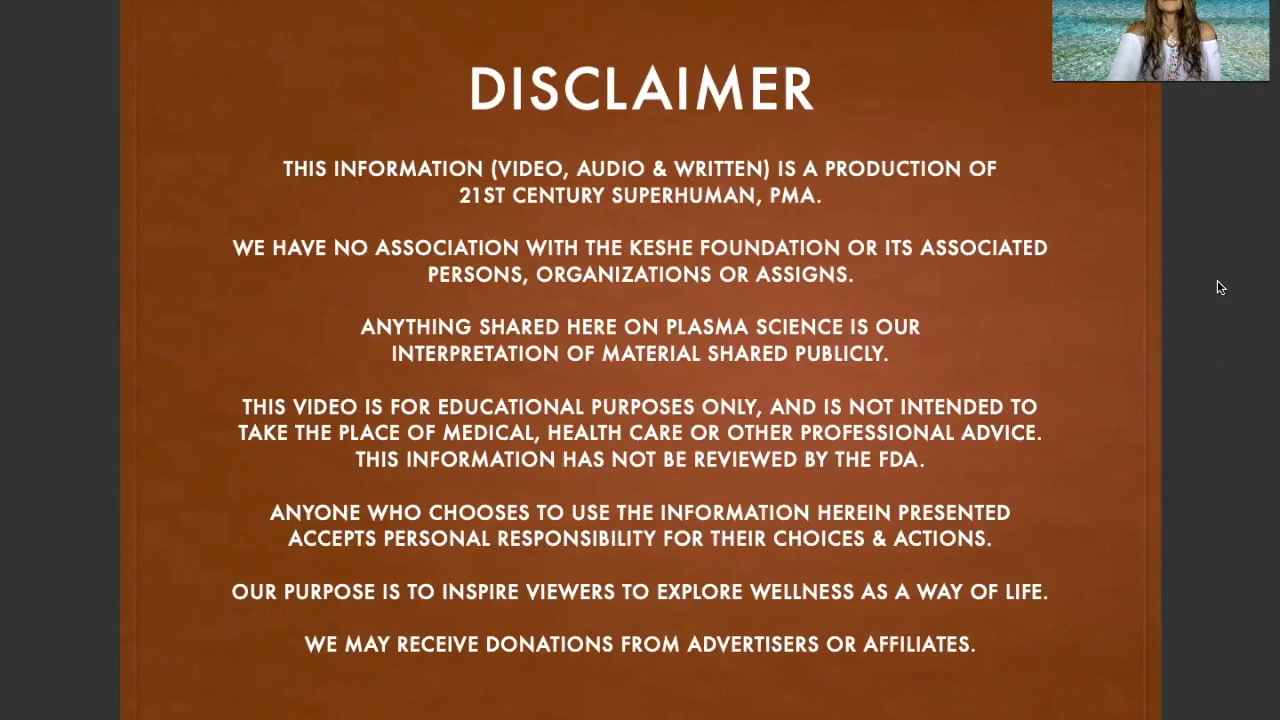 DISCLAIMER
THIS INFORMATION (VIDEO, AUDIO & WRITTEN) IS A PRODUCTION OF
21ST CENTURY SUPERHUMAN, PMA.
WE HAVE NO ASSOCIATION WITH THE KESHE FOUNDATION OR ITS ASSOCIATED
PERSONS, ORGANIZATIONS OR ASSIGNS.
ANYTHING SHARED HERE ON PLASMA SCIENCE IS OUR
INTERPRETATION OF MATERIAL SHARED PUBLICLY.
THIS VIDEO IS FOR EDUCATIONAL PURPOSES ONLY, AND IS NOT INTENDED TO
TAKE THE PLACE OF MEDICAL, HEALTH CARE OR OTHER PROFESSIONAL ADVICE.
THIS INFORMATION HAS NOT BE REVIEWED BY THE FDA.
ANYONE WHO CHOOSES TO USE THE INFORMATION HEREIN PRESENTED
ACCEPTS PERSONAL RESPONSIBILITY FOR THEIR CHOICES & ACTIONS.
OUR PURPOSE IS TO INSPIRE VIEWERS TO EXPLORE WELLNESS AS A WAY OF LIFE.
WE MAY RECEIVE DONATIONS FROM ADVERTISERS OR AFFILIATES.